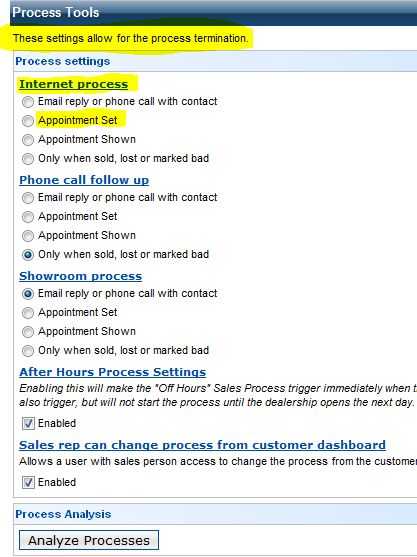 Process Tools
These settings allow for the process termination.
Process settings
Internet process
Email reply or phone call with contact
Appointment Set
Appointment Shown
Only when sold, lost or marked bad
Phone call follow up
Email reply or phone call with contact
Appointment Set
Appointment Shown
Only when sold, lost or marked bad
Showroom process
Email reply or phone call with contact
Appointment Set
Appointment Shown
Only when sold, lost or marked bad
After Hours Process Settings
Enabling this will make the "Off Hours" Sales Process trigger immediately when
also trigger, but will not start the process until the dealership opens the next day.
Enabled
Sales rep can change process from customer dashboard
Allows a user with sales person access to change the process from the customer
Enabled
Process Analysis
Analyze Processes